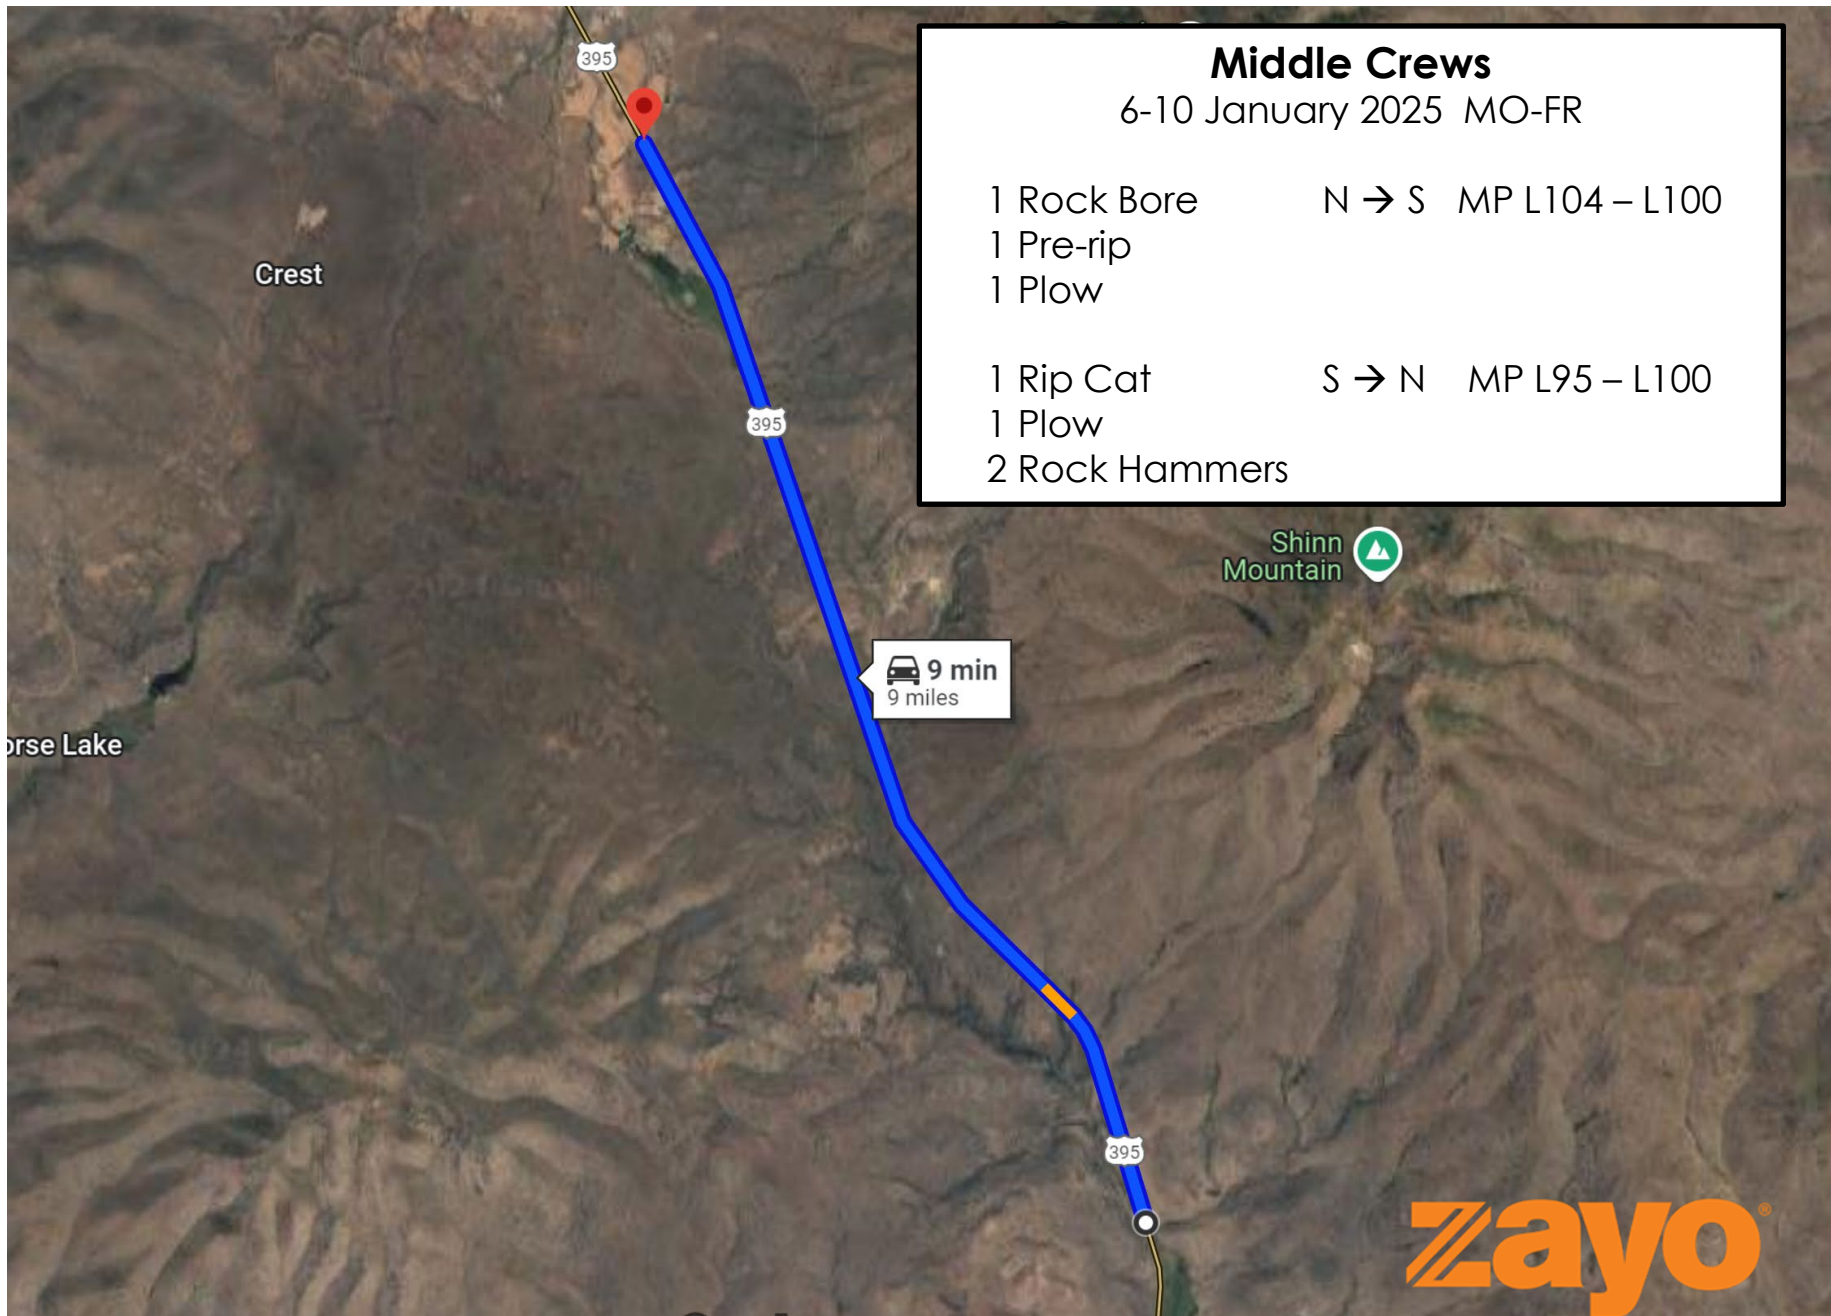 395
Middle Crews
6-10 January 2025 MO-FR
1 Rock Bore N → S MP L104 – L100
1 Pre-rip
1 Plow
1 Rip Cat S → N MP L95 – L100
1 Plow
2 Rock Hammers
Crest
395
Shinn
Mountain
9 min
9 miles
orse Lake
395
zayo®